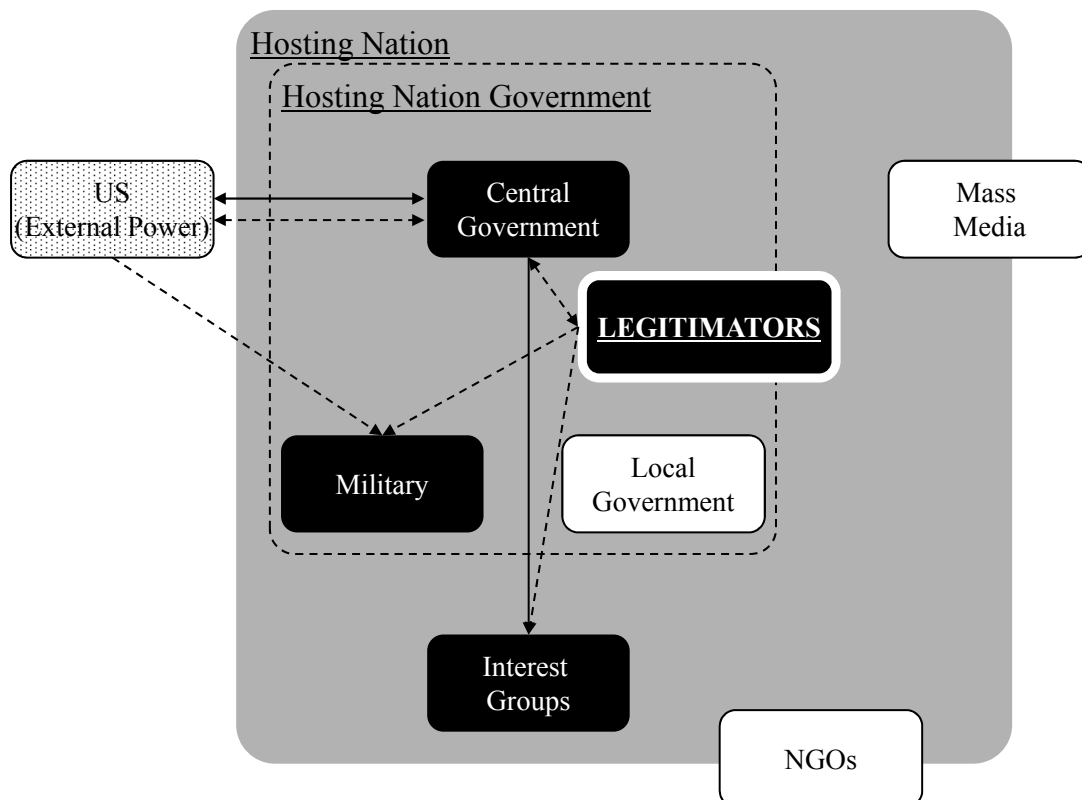 Hosting Nation
Hosting Nation Government
US
(External Power)
Central
Government
Mass
Media
LEGITIMATORS
Military
Local
Government
Interest
Groups
NGOs